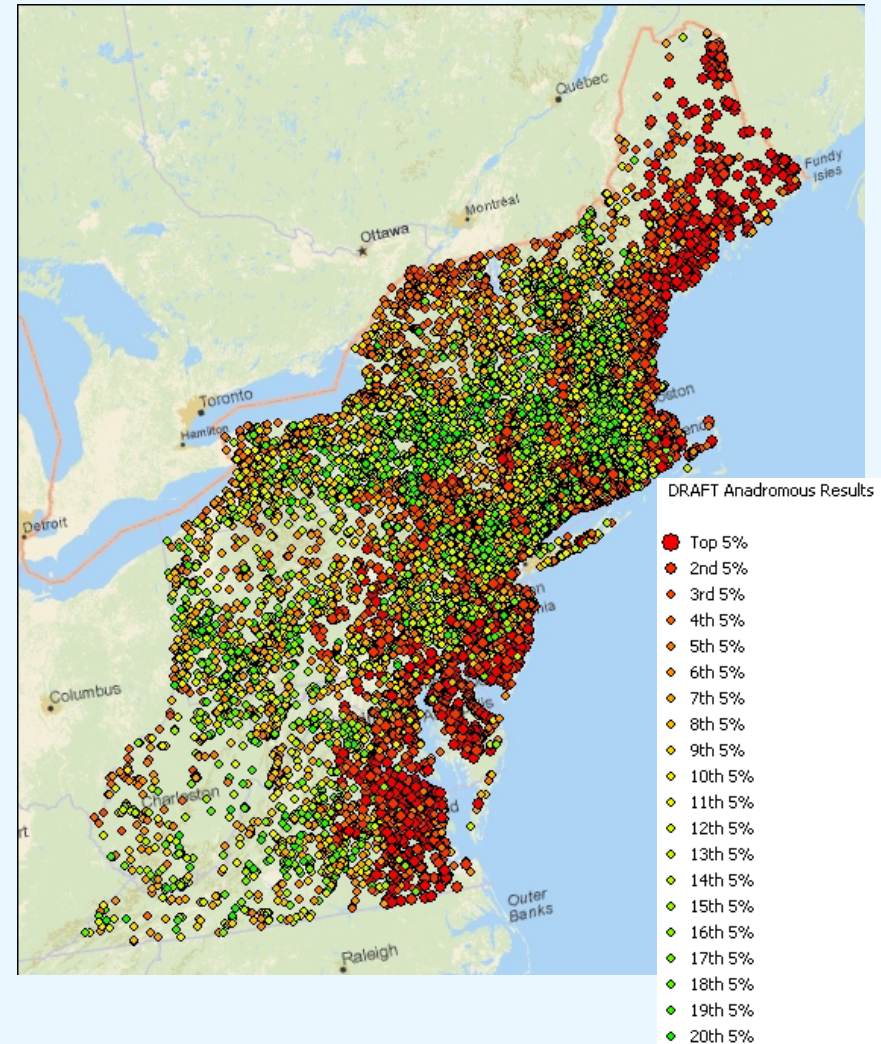 Québec
Fundy
Isles
Montréal
Ottawa
Toronto
Hamilton
Detroit
Columbus
Charleston
Outer
Banks
Raleigh
DRAFT Anadromous Results
Top 5%
2nd 5%
3rd 5%
4th 5%
5th 5%
6th 5%
7th 5%
8th 5%
9th 5%
10th 5%
11th 5%
12th 5%
13th 5%
14th 5%
15th 5%
16th 5%
17th 5%
18th 5%
19th 5%
20th 5%